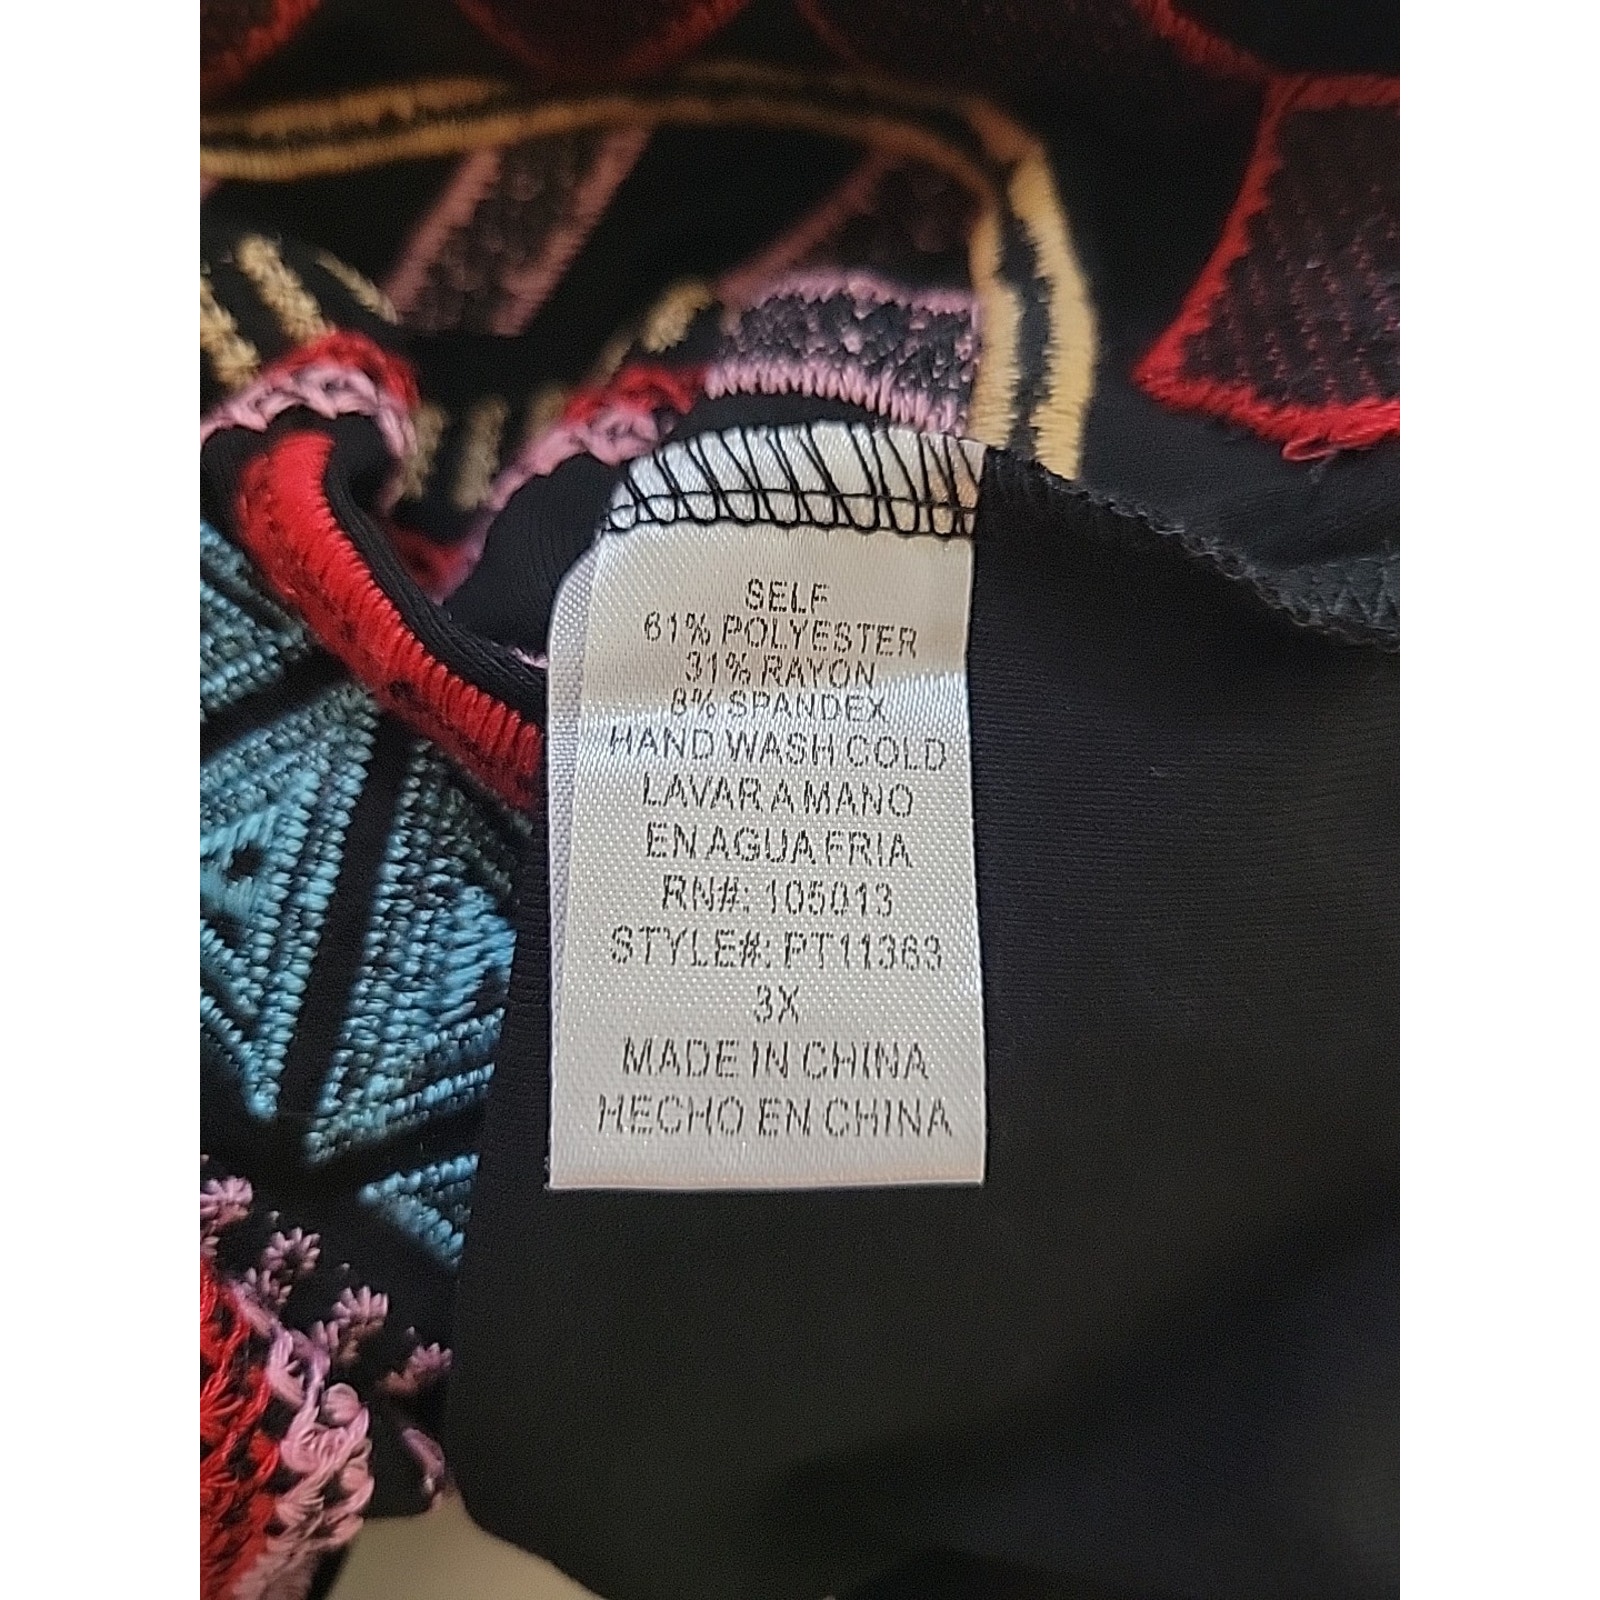 SELF
61% POLYESTER
31% RAYON
8% SPANDEX
HAND WASH COLD
LAVAR A MANO
EN AGUA FRIA
RN#: 105013
STYLE#: PT11363
3X
MADE IN CHINA
HECHO EN CHINA